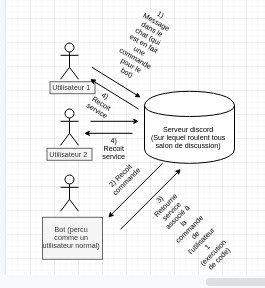 1)
Message
dans le
chat (qui
est en fait
une
commande
pour le
bot)
Utilisateur 1
4)
Recoit
service
Utilisateur 2
4)
Recoit
service
Serveur discord
(Sur lequel roulent tous
salon de discussion)
2) Recoit
commande
3)
Retourne
service
associé à
la
commande
de
l'utilisateur
1
(execution
de code)
Bot (percu
comme un
utilisateur normal)